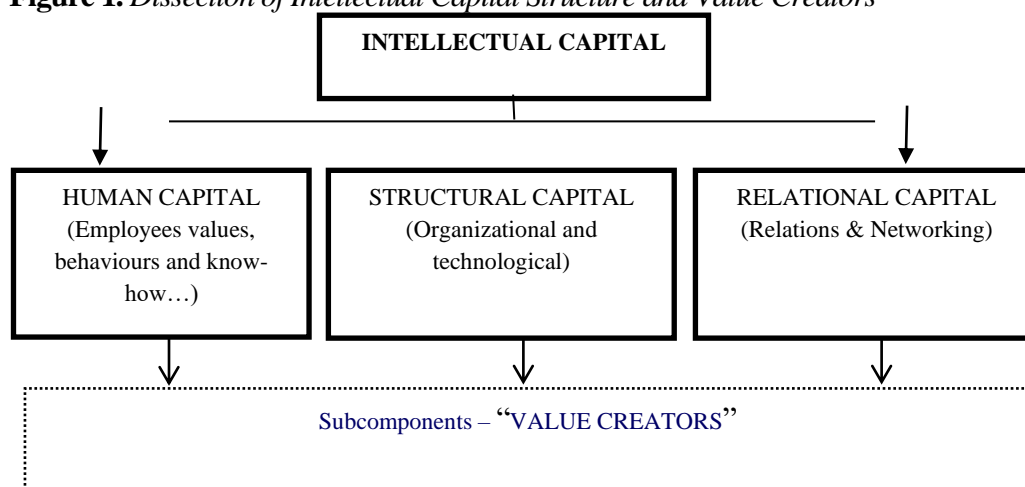 Figure 1. Dissection of Intellectual Capital Structure and Value Creators
INTELLECTUAL CAPITAL
HUMAN CAPITAL
(Employees values,
behaviours and know-
how…)
STRUCTURAL CAPITAL
(Organizational and
technological)
RELATIONAL CAPITAL
(Relations & Networking)
Subcomponents – “VALUE CREATORS”